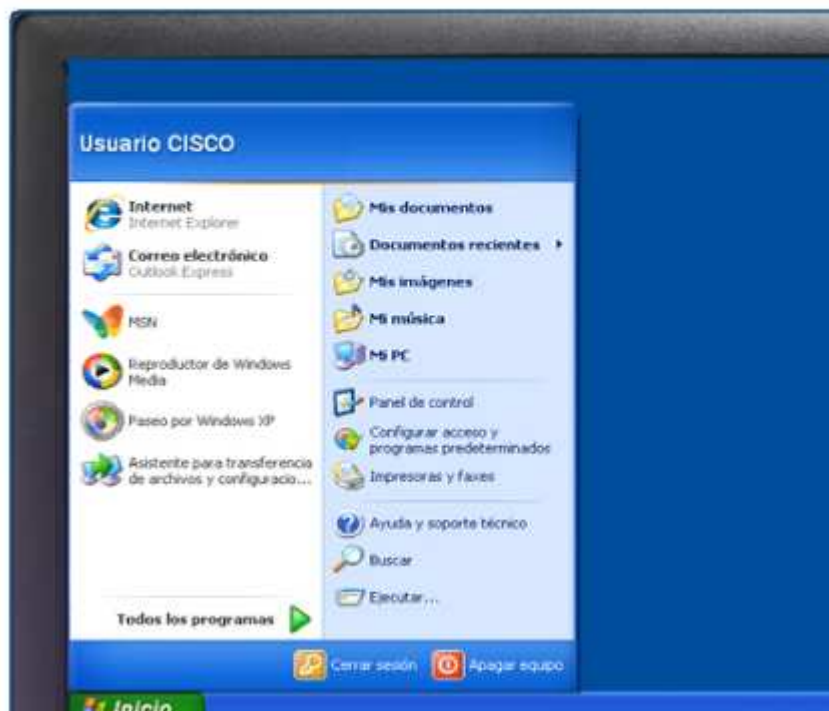 Usuario CISCO
Internet
Internet Explorer
Correo electrónico
Outlook Express
MSN
Reproductor de Windows
Media
Paseo por Windows XP
Asistente para transferencia
de archivos y configuracio...
Todos los programas
Mis documentos
Documentos recientes
Mis imágenes
Mi música
Mi PC
Panel de control
Configurar acceso y
programas predeterminados
Impresoras y faxes
Ayuda y soporte técnico
Buscar
Ejecutar...
Cerrar sesión
Apagar equipo
Inicio